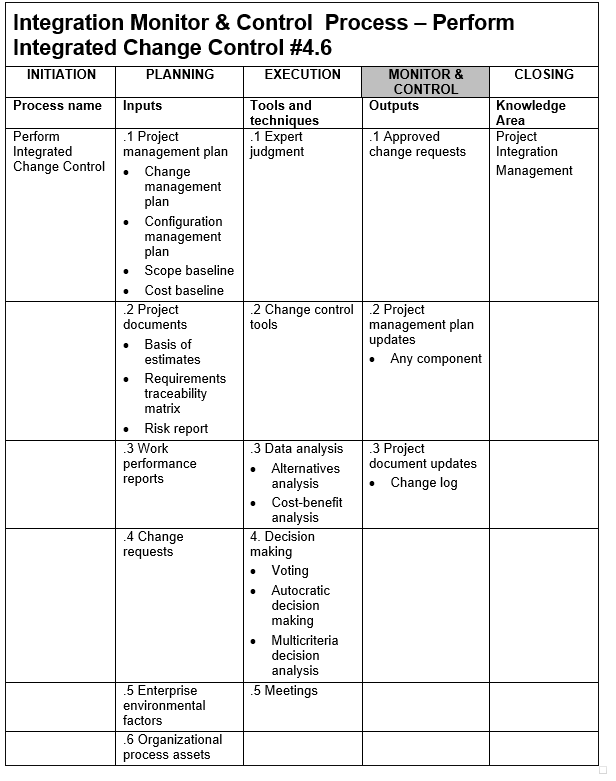 Integration Monitor & Control  Process – Perform
Integrated Change Control #4.6
INITIATION
PLANNING
EXECUTION
MONITOR &
CONTROL
CLOSING
Process name
Inputs
Tools and
techniques
Outputs
Knowledge
Area
Perform
Integrated
Change Control
.1 Project
management plan
• Change
management
plan
• Configuration
management
plan
• Scope baseline
• Cost baseline
.1 Expert
judgment
.1 Approved
change requests
Project
Integration
Management
.2 Project
documents
• Basis of
estimates
• Requirements
traceability
matrix
• Risk report
.2 Change control
tools
.2 Project
management plan
updates
• Any component
.3 Work
performance
reports
.3 Data analysis
• Alternatives
analysis
• Cost-benefit
analysis
.3 Project
document updates
• Change log
.4 Change
requests
4. Decision
making
• Voting
• Autocratic
decision
making
• Multicriteria
decision
analysis
.5 Enterprise
environmental
factors
.5 Meetings
.6 Organizational
process assets